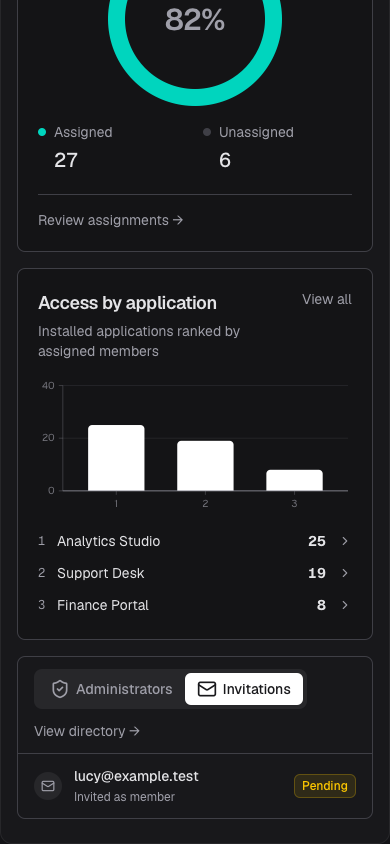 82%
Assigned
Unassigned
27
6
Review assignments →
Access by application
View all
Installed applications ranked by
assigned members
40
20
0
1
2
3
1 Analytics Studio 25
2 Support Desk 19
3 Finance Portal 8
Administrators
Invitations
View directory →
lucy@example.test
Invited as member
Pending